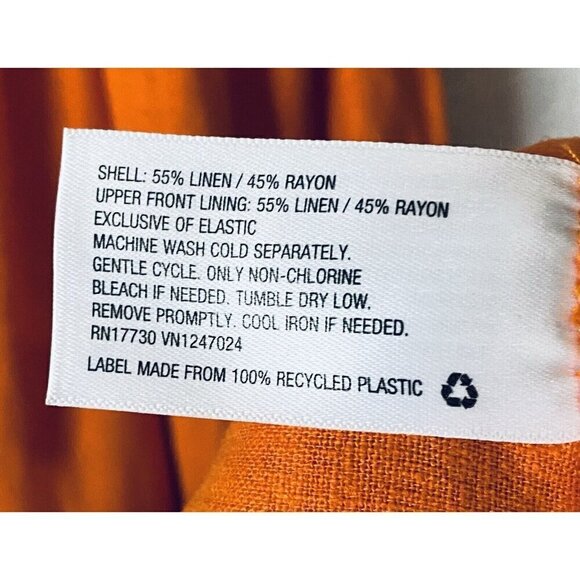 SHELL: 55% LINEN / 45% RAYON
UPPER FRONT LINING: 55% LINEN / 45% RAYON
EXCLUSIVE OF ELASTIC
MACHINE WASH COLD SEPARATELY.
GENTLE CYCLE. ONLY NON-CHLORINE
BLEACH IF NEEDED. TUMBLE DRY LOW.
REMOVE PROMPTLY. COOL IRON IF NEEDED.
RN17730 VN1247024
LABEL MADE FROM 100% RECYCLED PLASTIC